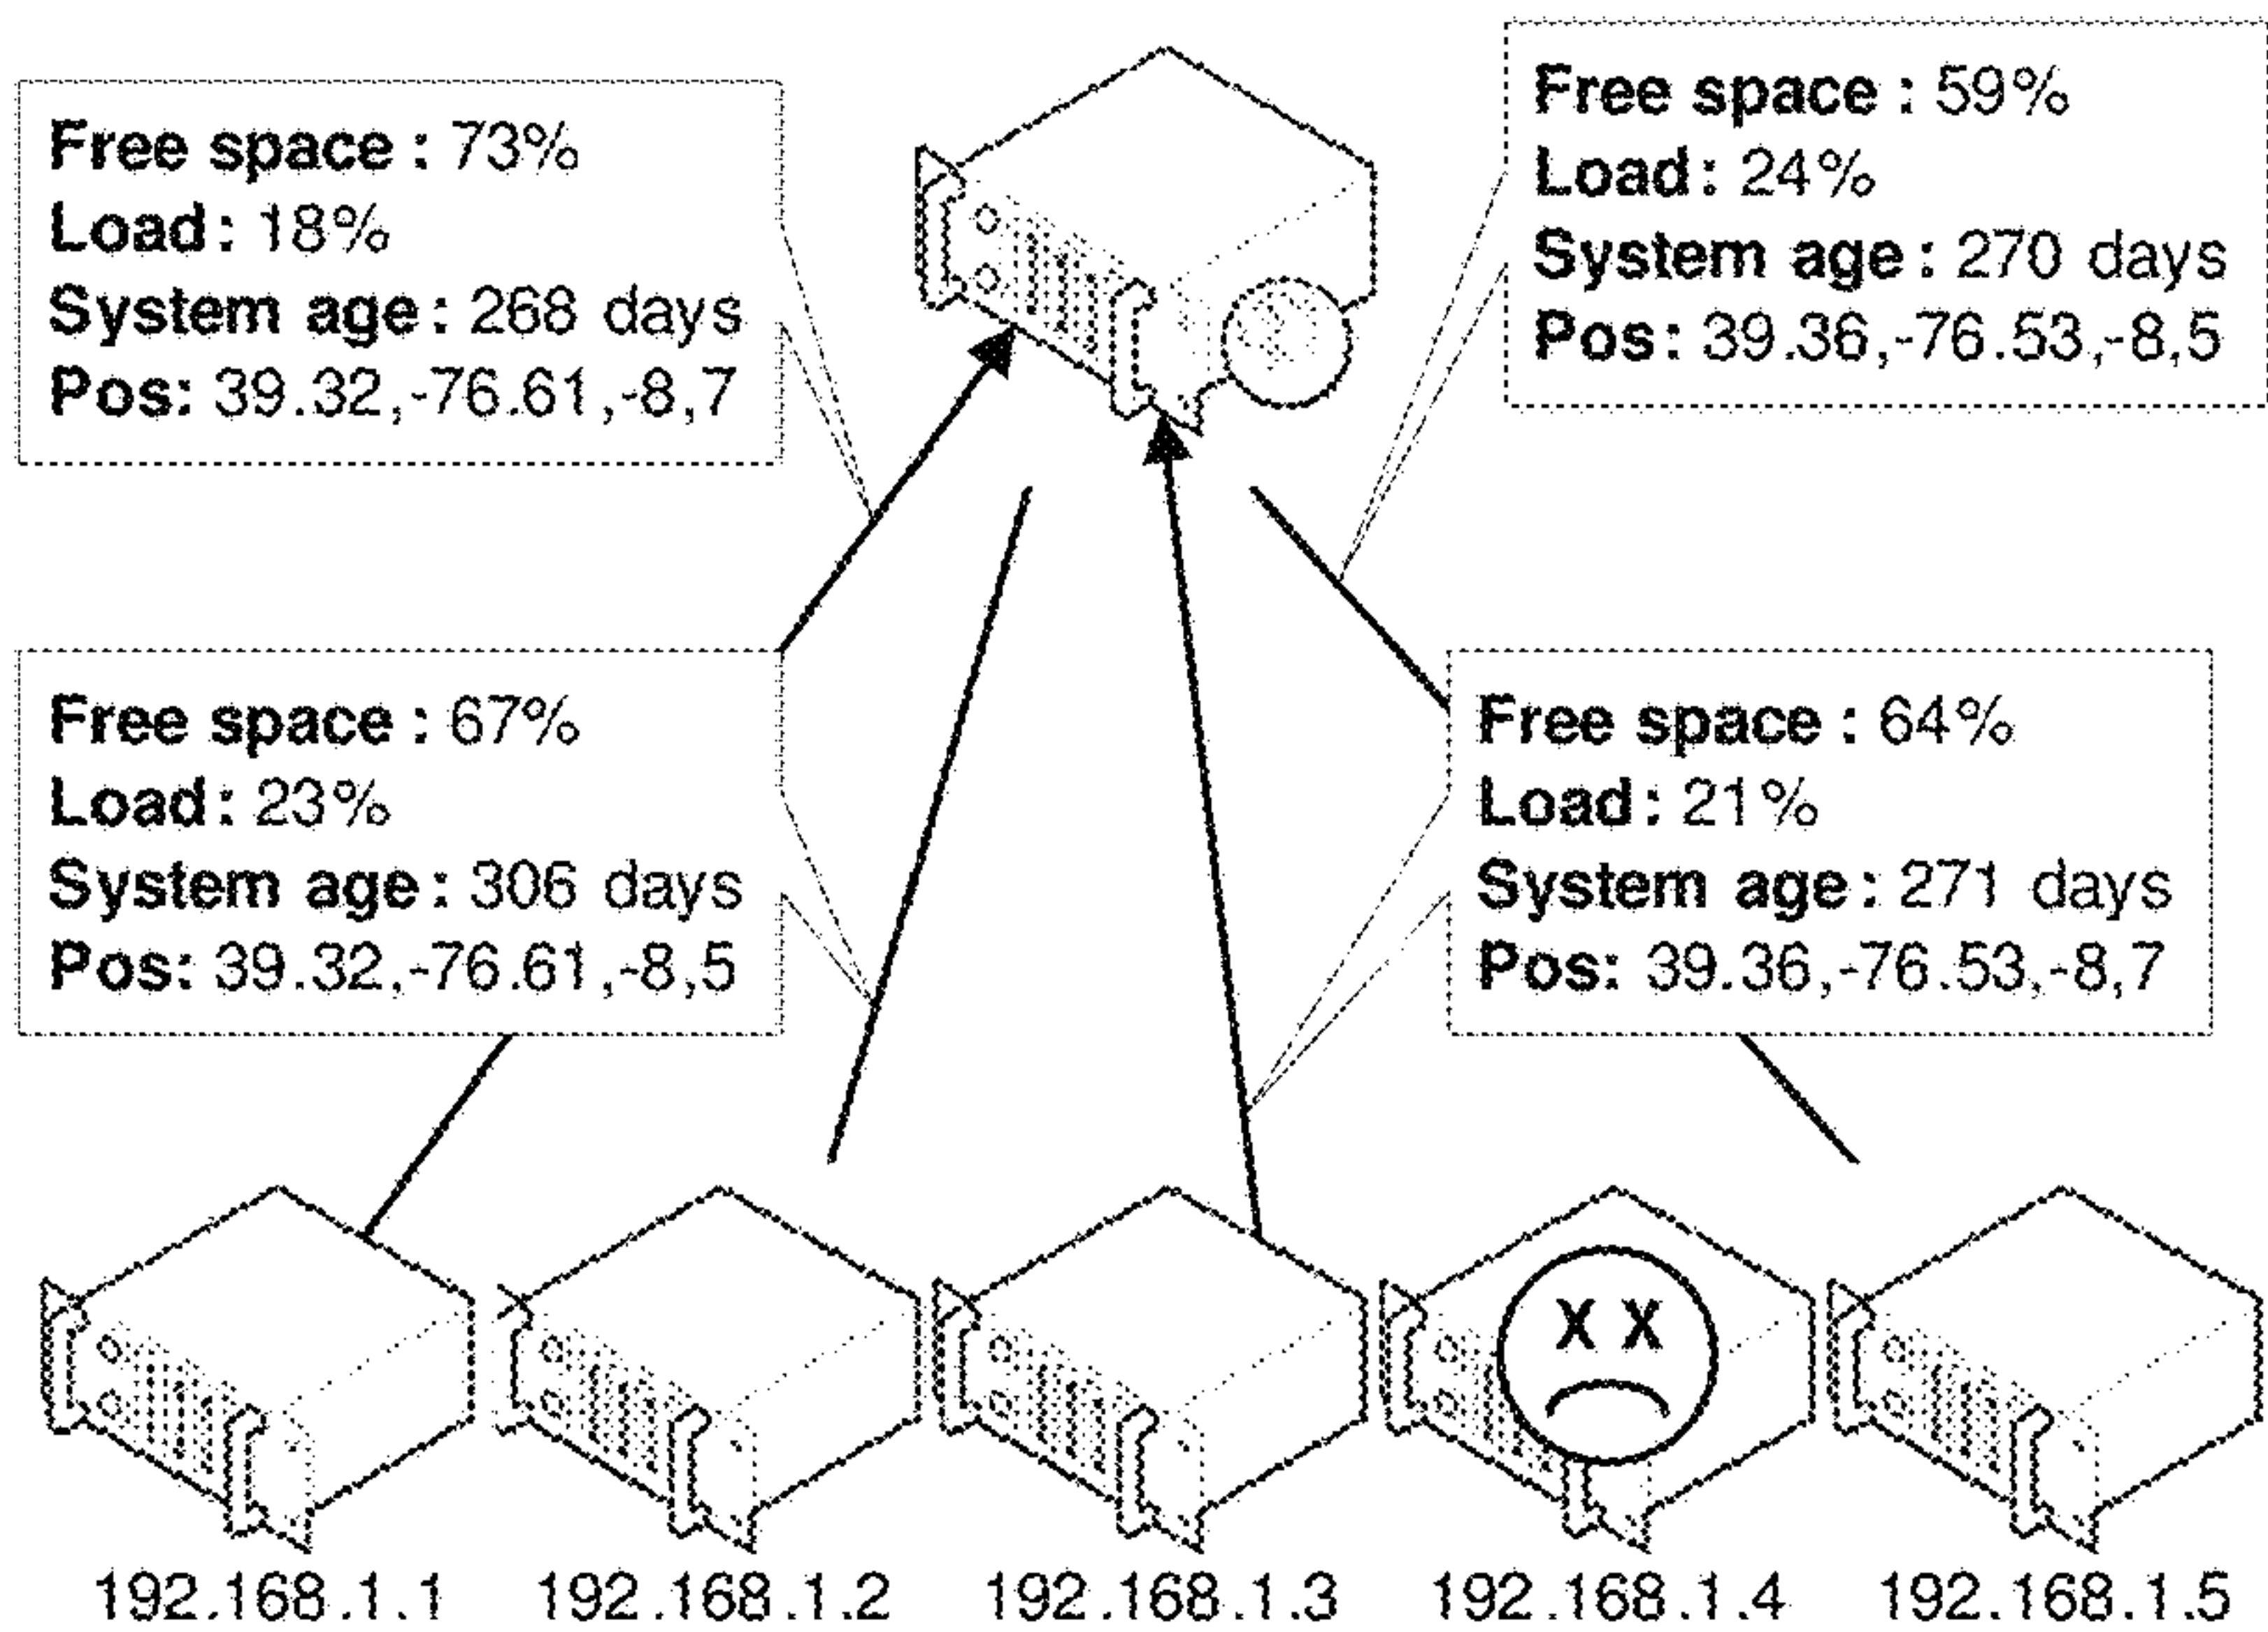 Free space : 73%
Load: 18%
System age: 268 days
Pos: 39.32,-76.61,-8,7
Free space : 59%
Load: 24%
System age: 270 days
Pos: 39.36,-76.53,-8,5
Free space : 67%
Load: 23%
System age: 306 days
Pos: 39.32,-76.61,-8,5
Free space : 64%
Load: 21%
System age: 271 days
Pos: 39.36,-76.53,-8,7
X X
192.168.1.1
192.168.1.2
192.168.1.3
192.168.1.4
192.168.1.5